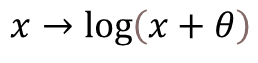 x → log(x + θ)